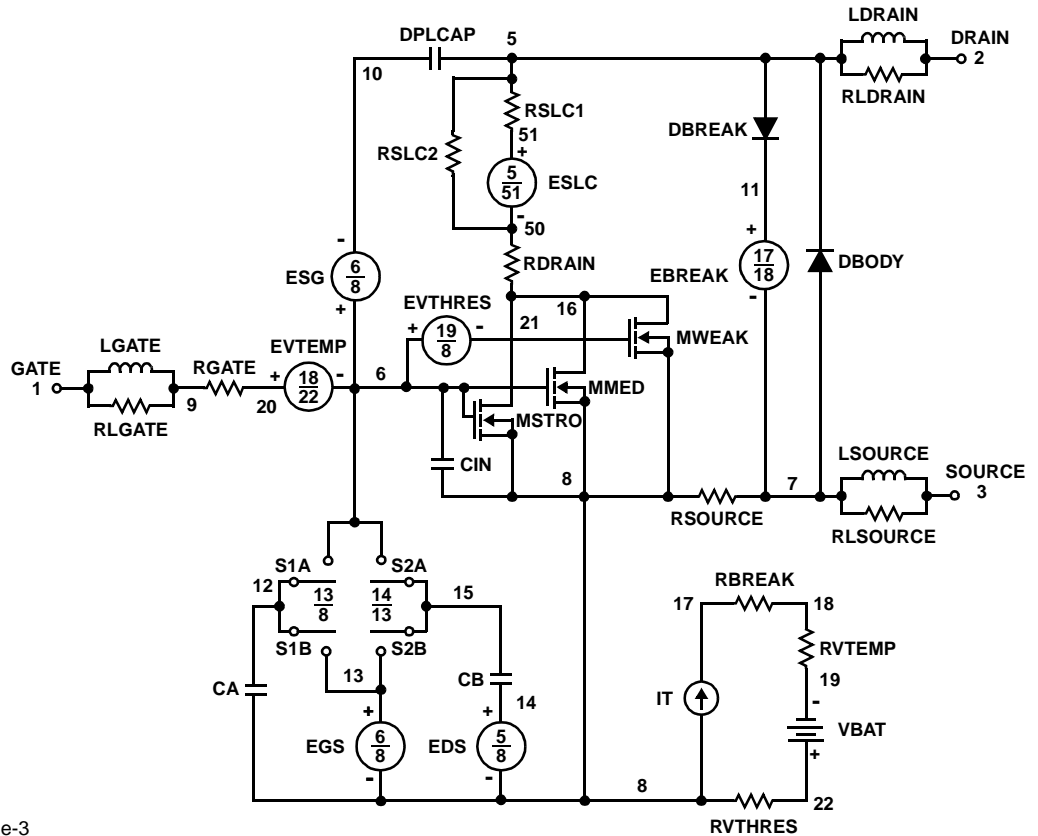 LDRAIN
DPLCAP
5
DRAIN
2
10
RSLC1
RLDRAIN
51
DBREAK
RSLC2
+
5
51
ESLC
11
-
50
-
+
RDRAIN
ESG
6
8
EBREAK
17
18
DBODY
EVTHRES
16
-
+
+
19
8
-
21
MWEAK
LGATE
EVTEMP
GATE
1
RGATE
+
18
22
-
6
MMED
9
20
MSTRO
RLGATE
LSOURCE
CIN
8
7
SOURCE
3
RSOURCE
RLSOURCE
S1A
S2A
12
13
8
14
13
15
RBREAK
17
18
S1B
S2B
RVTEMP
13
CB
CA
14
19
IT
-
+
+
VBAT
EGS
6
8
EDS
5
8
+
-
-
8
22
RVTHRES
e-3